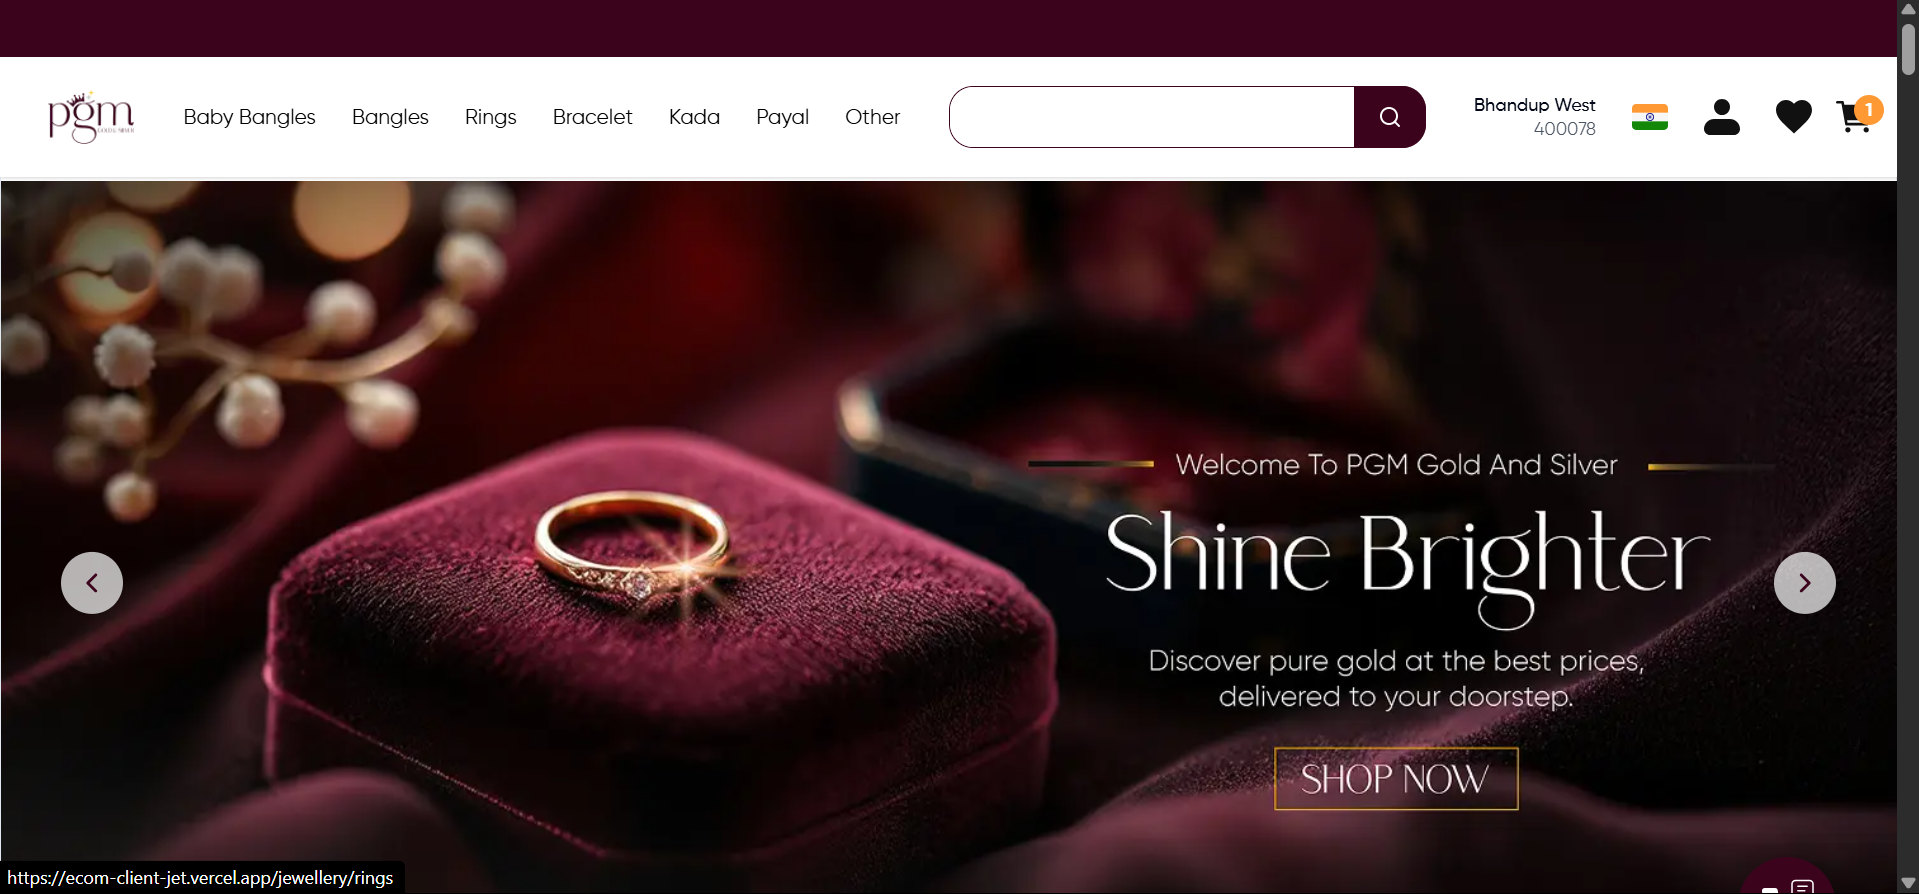 pgm
GOLD & SILVER
Baby Bangles
Bangles
Rings
Bracelet
Kada
Payal
Other
Bhandup West
400078
1
Welcome To PGM Gold And Silver
Shine Brighter
Discover pure gold at the best prices,
delivered to your doorstep.
SHOP NOW
https://ecom-client-jet.vercel.app/jewellery/rings